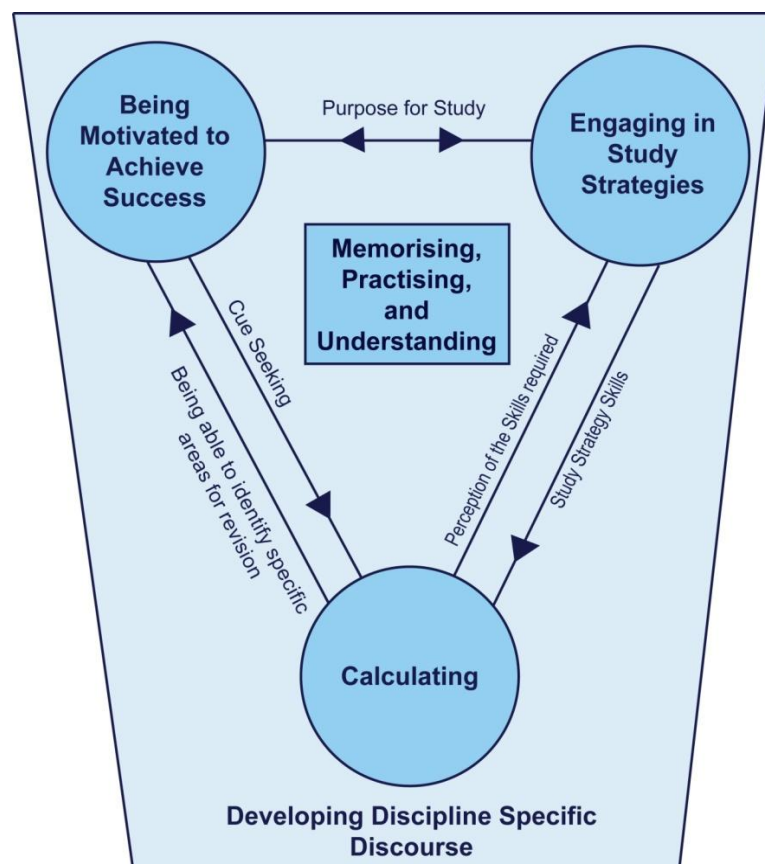 Being
Motivated to
Achieve
Success
Purpose for Study
Engaging in
Study
Strategies
Memorising,
Practising,
and
Understanding
Cue Seeking
Being able to identify specific
areas for revision
Perception of the Skills required
Study Strategy Skills
Calculating
Developing Discipline Specific
Discourse